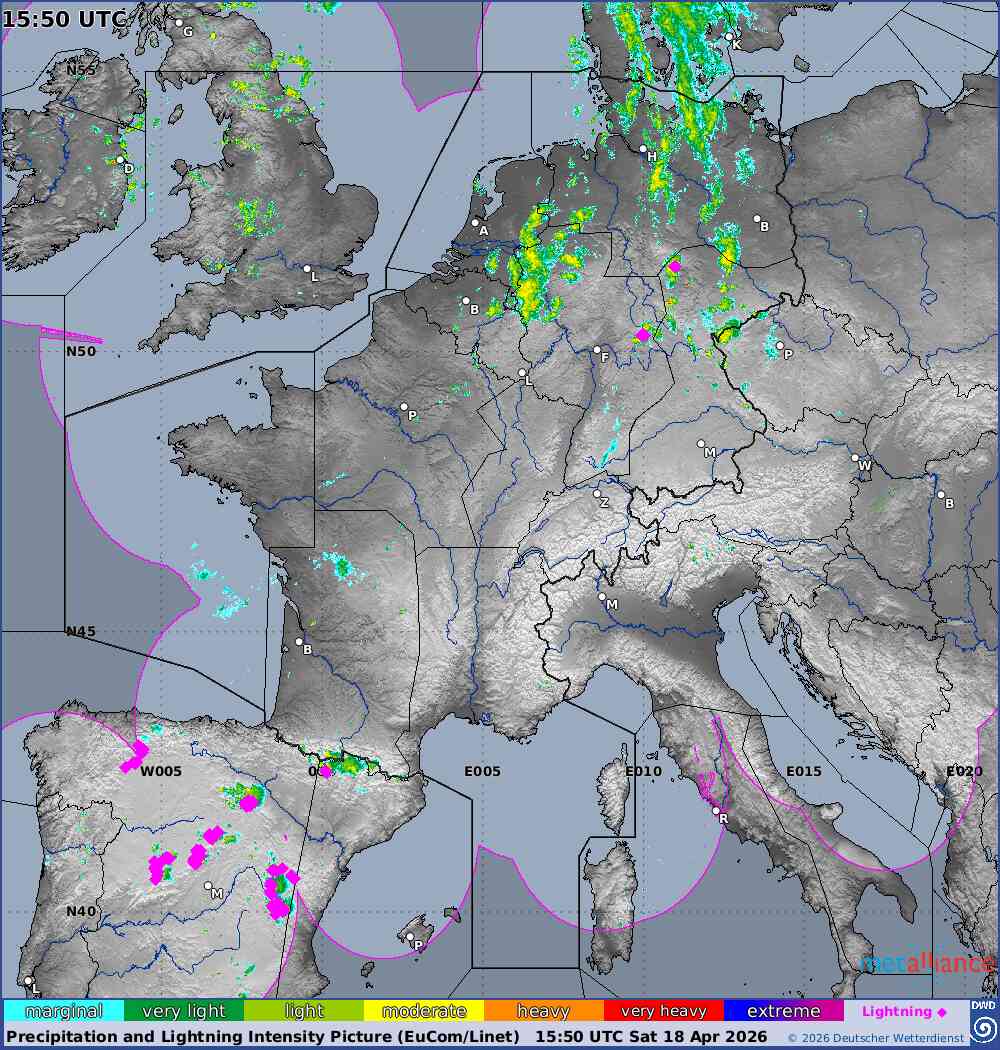 15:50 UTC
G
K
N55
H
D
A
B
L
B
N50
F
P
L
P
M
W
B
Z
M
N45
B
W005
0
E005
E010
E015
E020
R
M
N40
P
L
metalliance
marginal very light light moderate heavy very heavy extreme Lightning
DWD
Precipitation and Lightning Intensity Picture (EuCom/Linet) 15:50 UTC Sat 18 Apr 2026 © 2026 Deutscher Wetterdienst